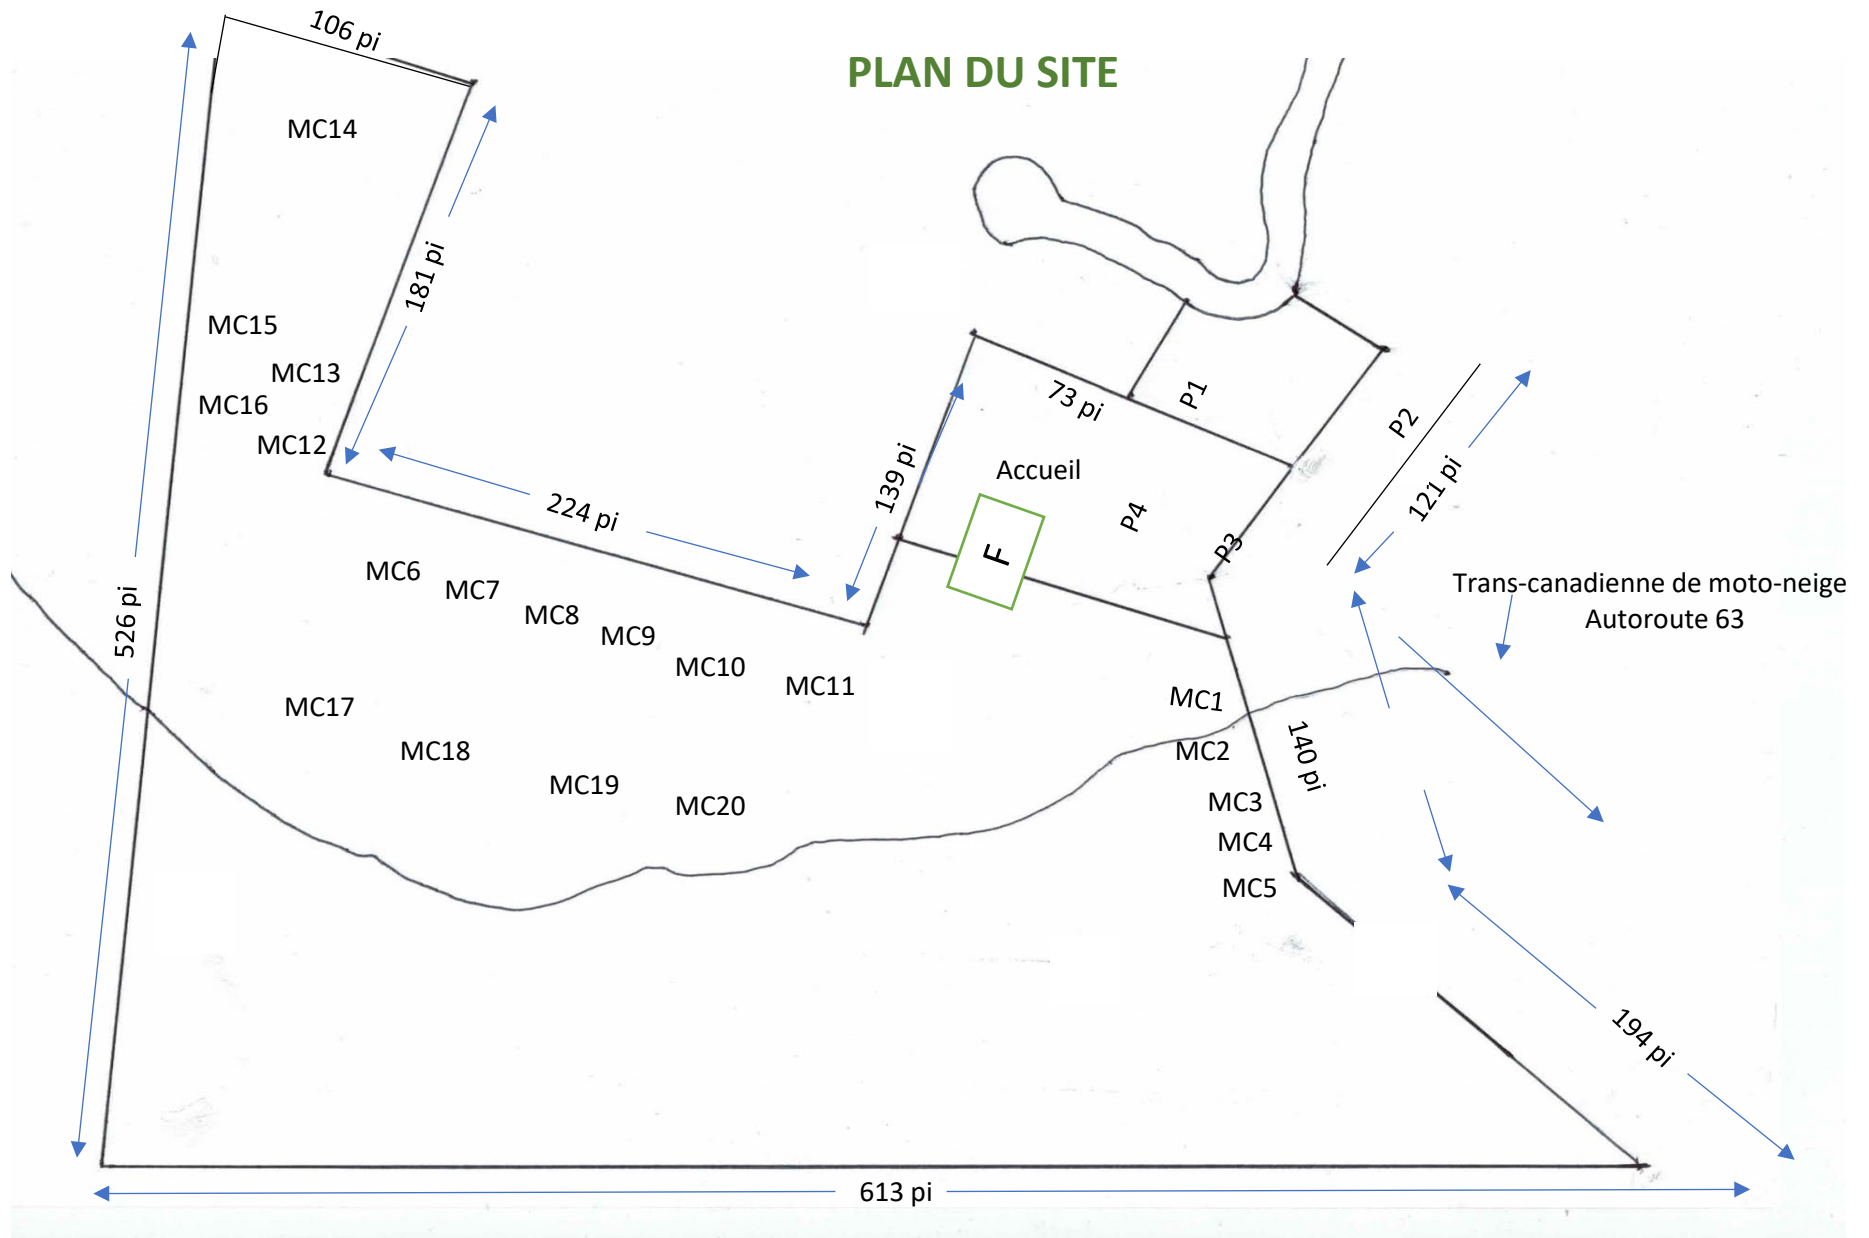 PLAN DU SITE
106 pi
MC14
181 pi
MC15
MC13
MC16
MC12
73 pi
P1
P2
139 pi
Accueil
P4
121 pi
224 pi
F
P3
Trans-canadienne de moto-neige
Autoroute 63
526 pi
MC6
MC7
MC8
MC9
MC10
MC11
MC1
MC17
MC18
MC19
MC20
MC2
140 pi
MC3
MC4
MC5
194 pi
613 pi